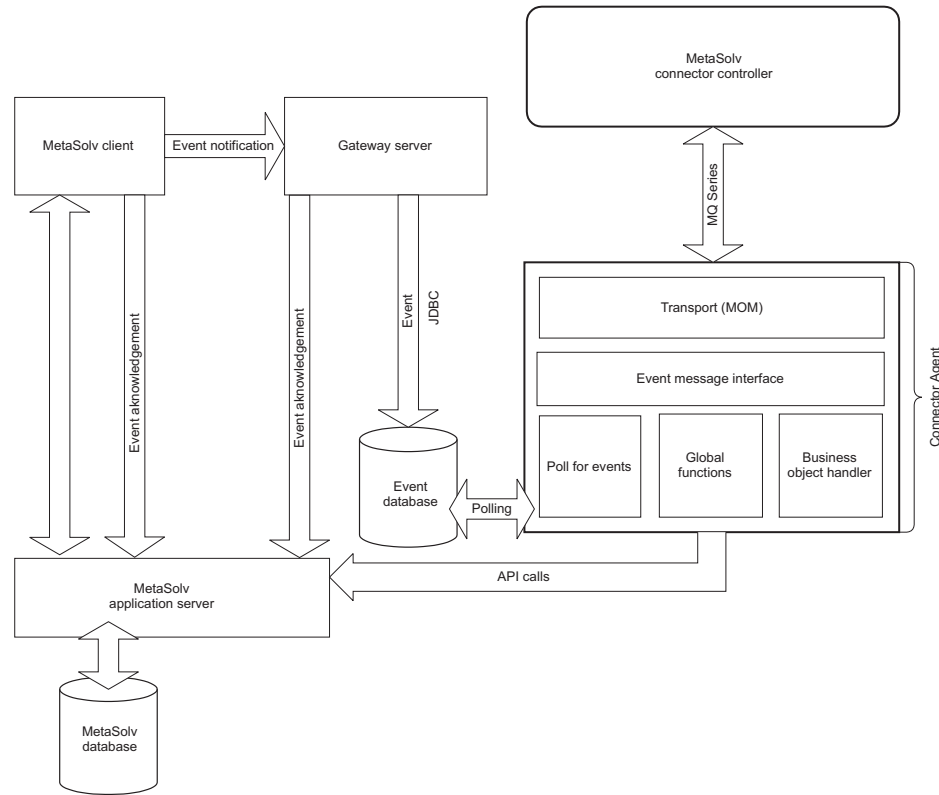 MetaSolv
connector controller
MetaSolv client
Event notification
Gateway server
MQ Series
Event aknowledgement
Event aknowledgement
Event
JDBC
Transport (MOM)
Event message interface
Poll for events
Global
functions
Business
object handler
Connector Agent
Event
database
Polling
API calls
MetaSolv
application server
MetaSolv
database